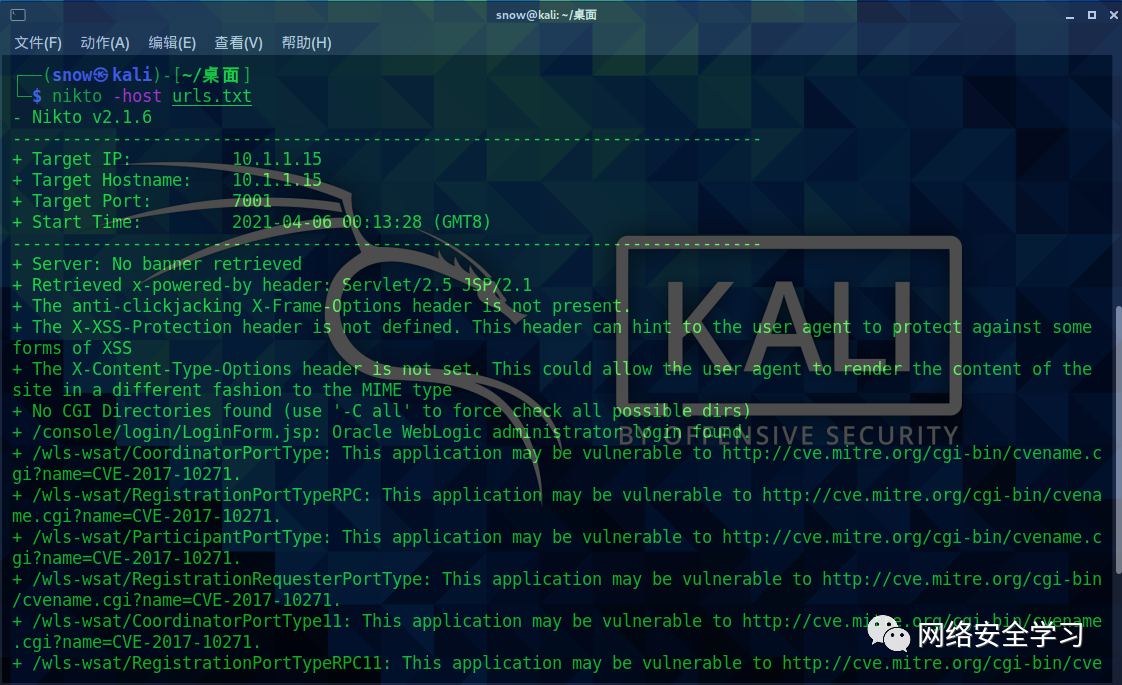 snow@kali: ~/桌面
文件(F) 动作(A) 编辑(E) 查看(V) 帮助(H)
┌──(snow㉿kali)-[~/桌面]
└─$ nikto -host urls.txt
- Nikto v2.1.6
---------------------------------------------------------------------------
+ Target IP:          10.1.1.15
+ Target Hostname:    10.1.1.15
+ Target Port:        7001
+ Start Time:         2021-04-06 00:13:28 (GMT8)
---------------------------------------------------------------------------
+ Server: No banner retrieved
+ Retrieved x-powered-by header: Servlet/2.5 JSP/2.1
+ The anti-clickjacking X-Frame-Options header is not present.
+ The X-XSS-Protection header is not defined. This header can hint to the user agent to protect against some
forms of XSS
+ The X-Content-Type-Options header is not set. This could allow the user agent to render the content of the
site in a different fashion to the MIME type
+ No CGI Directories found (use '-C all' to force check all possible dirs)
+ /console/login/LoginForm.jsp: Oracle WebLogic administrator login found.
+ /wls-wsat/CoordinatorPortType: This application may be vulnerable to http://cve.mitre.org/cgi-bin/cvename.c
gi?name=CVE-2017-10271.
+ /wls-wsat/RegistrationPortTypeRPC: This application may be vulnerable to http://cve.mitre.org/cgi-bin/cvena
me.cgi?name=CVE-2017-10271.
+ /wls-wsat/ParticipantPortType: This application may be vulnerable to http://cve.mitre.org/cgi-bin/cvename.c
gi?name=CVE-2017-10271.
+ /wls-wsat/RegistrationRequesterPortType: This application may be vulnerable to http://cve.mitre.org/cgi-bin
/cvename.cgi?name=CVE-2017-10271.
+ /wls-wsat/CoordinatorPortType11: This application may be vulnerable to http://cve.mitre.org/cgi-bin/cvename
.cgi?name=CVE-2017-10271.
+ /wls-wsat/RegistrationPortTypeRPC11: This application may be vulnerable to http://cve.mitre.org/cgi-bin/cve
KALI
BY OFFENSIVE SECURITY
网络安全学习